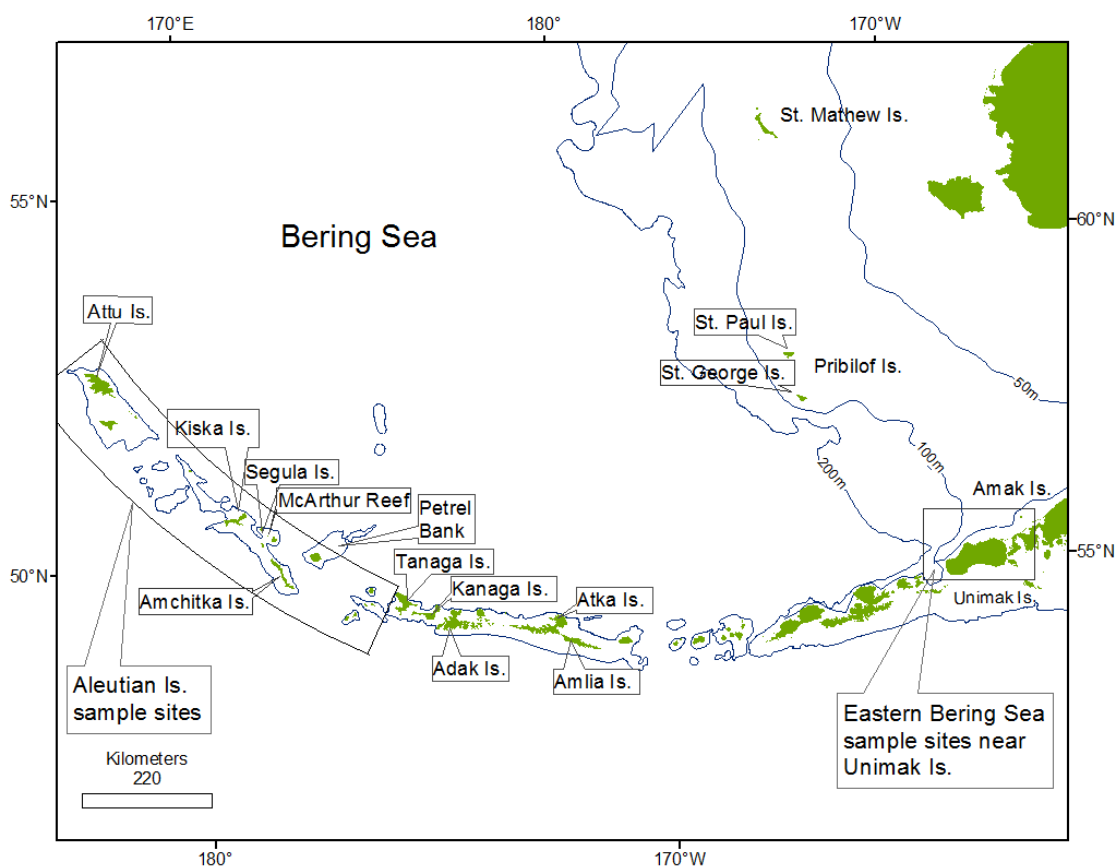 170°E
180°
170°W
St. Mathew Is.
55°N
60°N
Bering Sea
Attu Is.
St. Paul Is.
Pribilof Is.
St. George Is.
50m
Kiska Is.
Segula Is.
McArthur Reef
Petrel
Bank
200m
100m
Amak Is.
55°N
50°N
Tanaga Is.
Kanaga Is.
Atka Is.
Amchitka Is.
Unimak Is.
Adak Is.
Amlia Is.
Aleutian Is.
sample sites
Eastern Bering Sea
sample sites near
Unimak Is.
Kilometers
220
180°
170°W